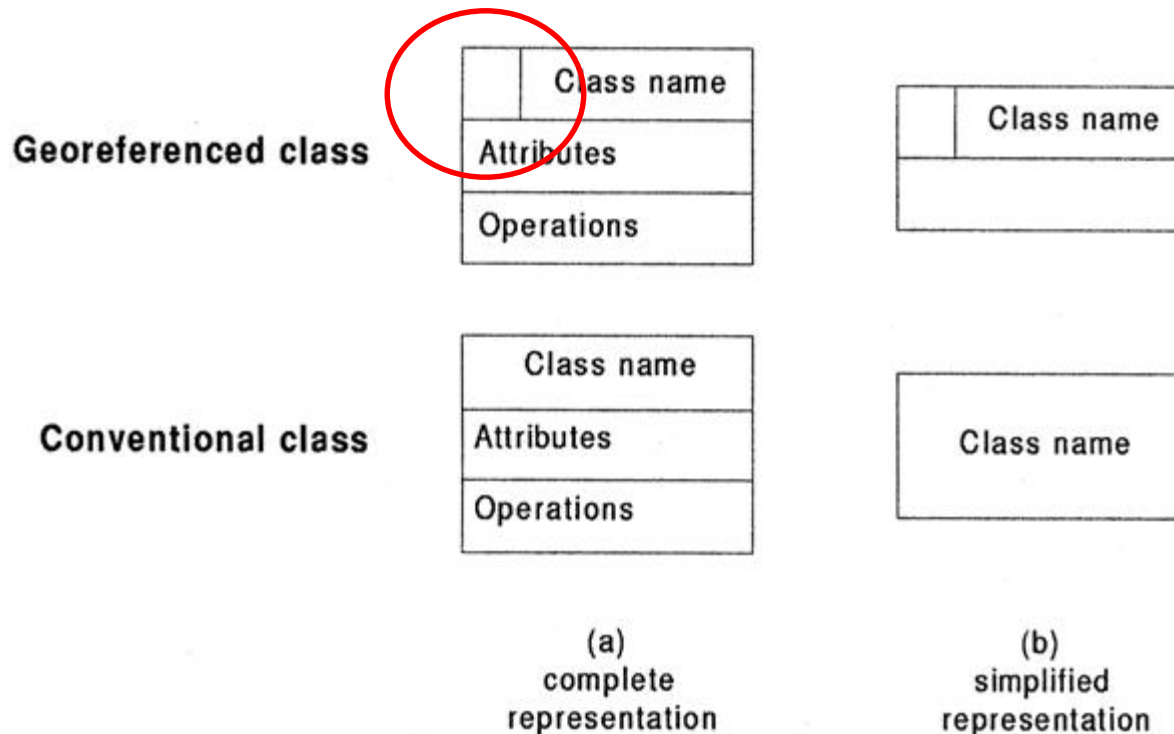 Class name
Class name
Georeferenced class
Attributes
Operations
Class name
Class name
Conventional class
Attributes
Operations
(a)
complete
representation
(b)
simplified
representation